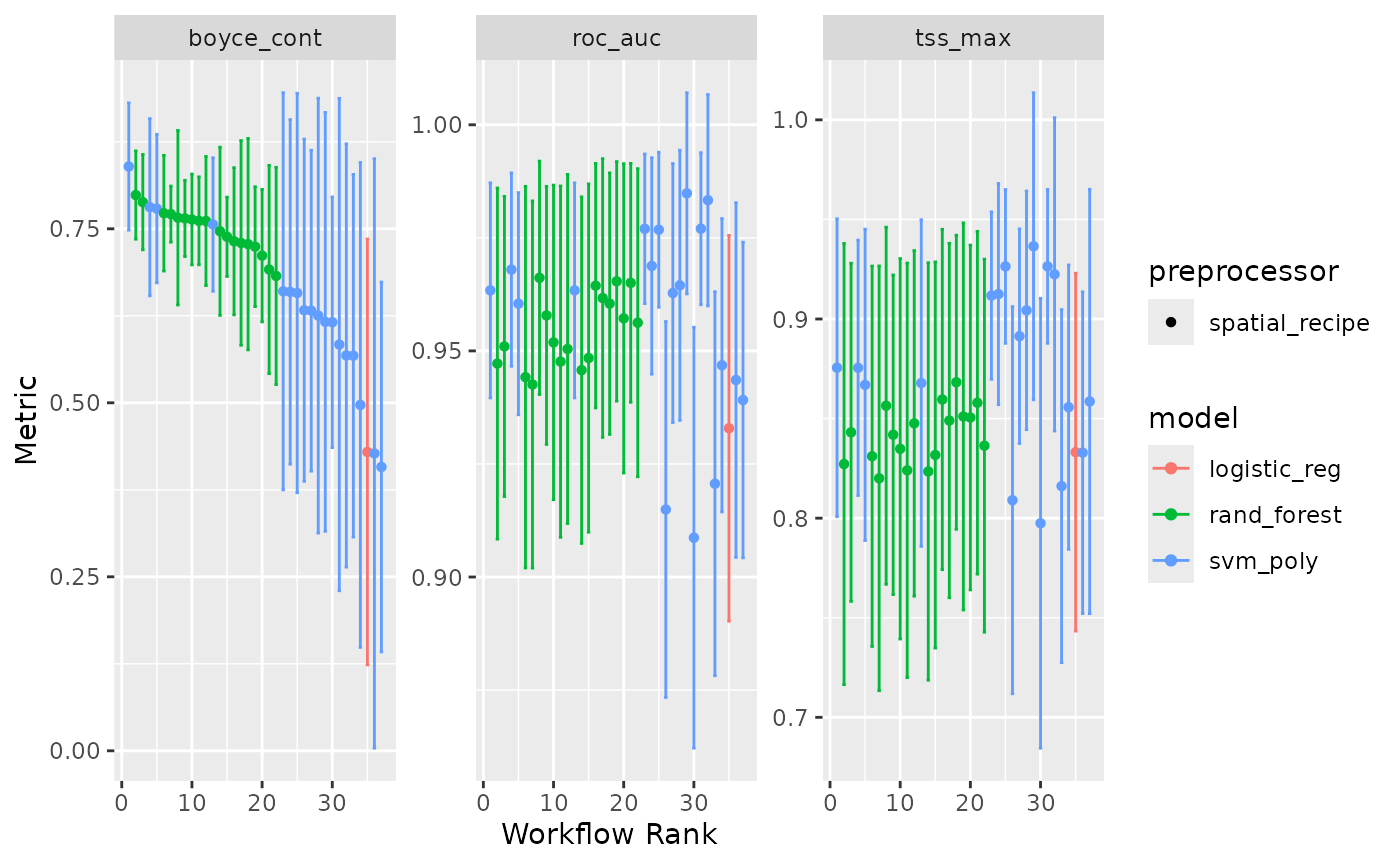 boyce_cont
roc_auc
tss_max
Metric
0.00
0.25
0.50
0.75
0.90
0.95
1.00
0.7
0.8
0.9
1.0
0 10 20 30
0 10 20 30
0 10 20 30
Workflow Rank
preprocessor
spatial_recipe
model
logistic_reg
rand_forest
svm_poly